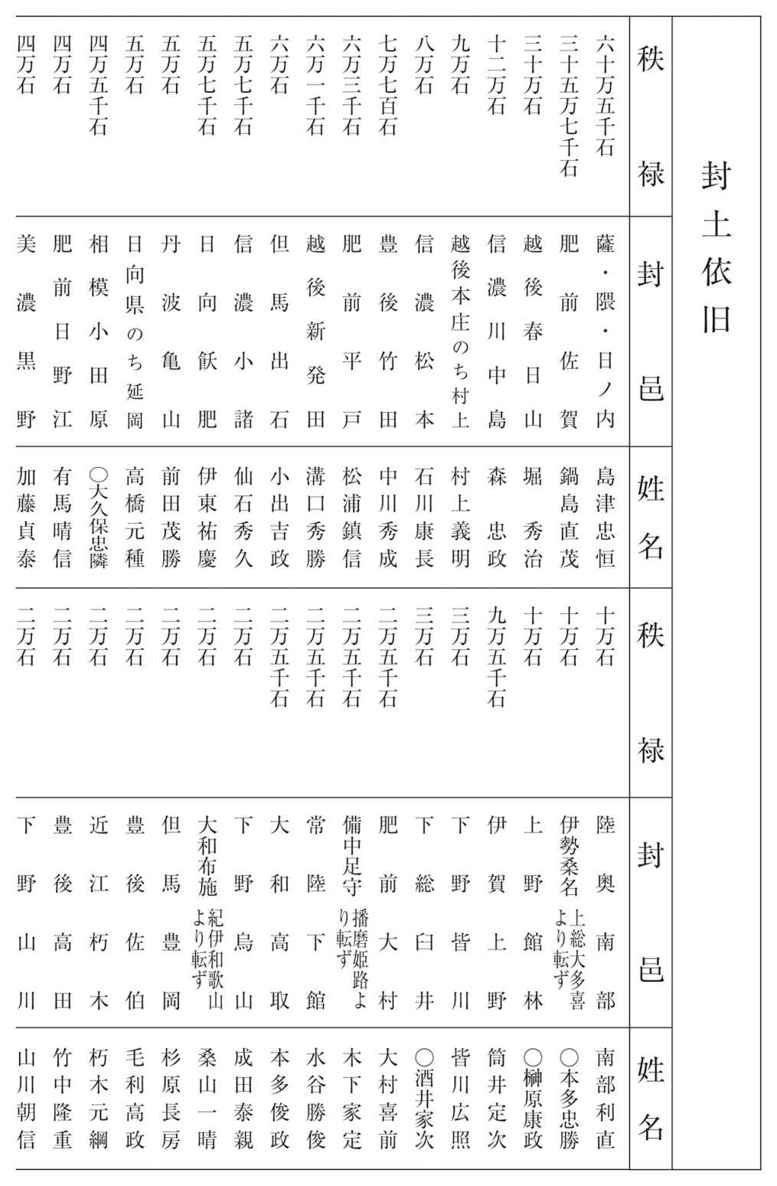 封土依旧
秩禄 封邑 姓名 秩禄 封邑 姓名
六十万五千石 薩・隈・日ノ内 島津忠恒 十万石 陸奥南部 南部利直
三十五万七千石 肥前佐賀 鍋島直茂 十万石 伊勢桑名 上総大多喜より転ず 〇本多忠勝
三十万石 越後春日山 堀秀治 十万石 上野館林 〇榊原康政
十二万石 信濃川中島 森忠政 九万五千石 伊賀上野 筒井定次
九万石 越後本庄のち村上 村上義明 三万石 下野皆川 皆川広照
八万石 信濃松本 石川康長 三万石 下総臼井 〇酒井家次
七万七百石 豊後竹田 中川秀成 二万五千石 肥前大村 大村喜前
六万三千石 肥前平戸 松浦鎮信 二万五千石 備中足守 播磨姫路より転ず 木下家定
六万一千石 越後新発田 溝口秀勝 二万五千石 常陸下館 水谷勝俊
六万石 但馬出石 小出吉政 二万五千石 大和高取 本多俊政
五万七千石 信濃小諸 仙石秀久 二万石 下野烏山 成田泰親
五万七千石 日向飫肥 伊東祐慶 二万石 大和布施 紀伊和歌山より転ず 桑山一晴
五万石 丹波亀山 前田茂勝 二万石 但馬豊岡 杉原長房
五万石 日向県のち延岡 高橋元種 二万石 豊後佐伯 毛利高政
四万五千石 相模小田原 〇大久保忠隣 二万石 近江朽木 朽木元綱
四万石 肥前日野江 有馬晴信 二万石 豊後高田 竹中隆重
四万石 美濃黒野 加藤貞泰 二万石 下野山川 山川朝信